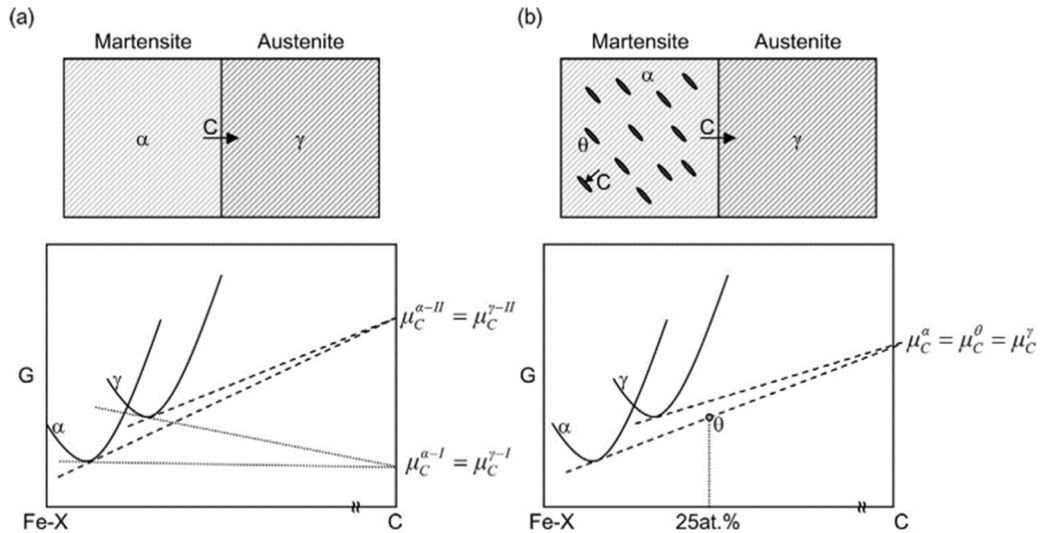 (a)
Martensite Austenite
α C γ
G
γ
α
μ_C^{α-II} = μ_C^{γ-II}
μ_C^{α-I} = μ_C^{γ-I}
Fe-X C
(b)
Martensite Austenite
α
C γ
θ
C
G
γ
α
θ
μ_C^α = μ_C^θ = μ_C^γ
Fe-X 25at.% C